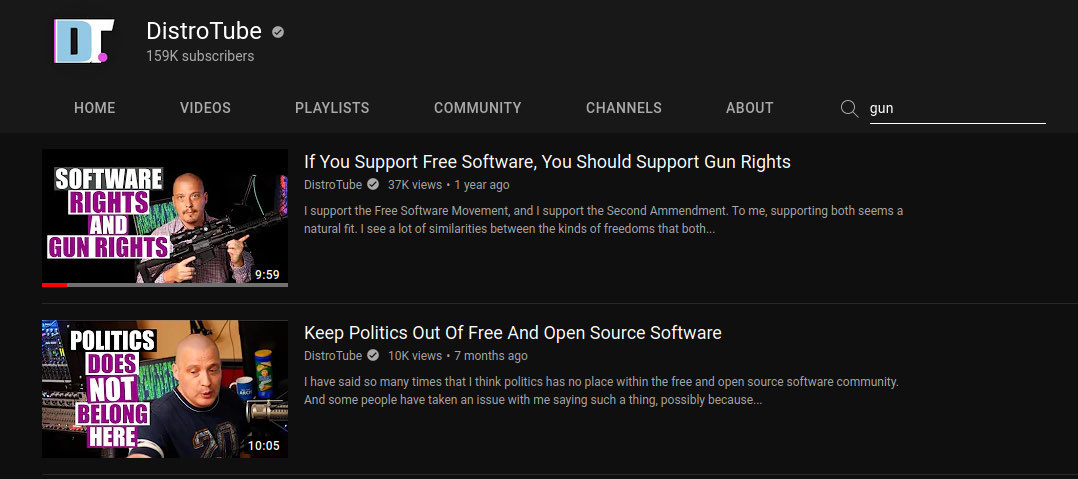 DT.
DistroTube
159K subscribers
HOME VIDEOS PLAYLISTS COMMUNITY CHANNELS ABOUT gun
SOFTWARE
RIGHTS
AND
GUN RIGHTS
9:59
If You Support Free Software, You Should Support Gun Rights
DistroTube 37K views • 1 year ago
I support the Free Software Movement, and I support the Second Ammendment. To me, supporting both seems a
natural fit. I see a lot of similarities between the kinds of freedoms that both...
POLITICS
DOES
NOT
BELONG
HERE
20
10:05
Keep Politics Out Of Free And Open Source Software
DistroTube 10K views • 7 months ago
I have said so many times that I think politics has no place within the free and open source software community.
And some people have taken an issue with me saying such a thing, possibly because...